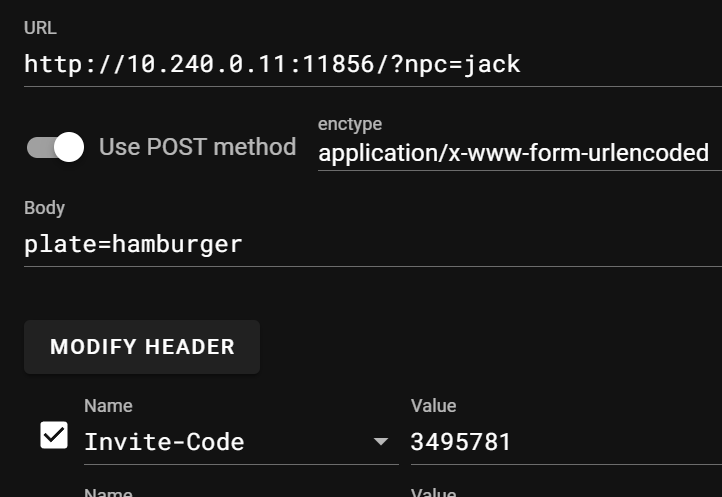 URL
http://10.240.0.11:11856/?npc=jack
enctype
Use POST method
application/x-www-form-urlencoded
Body
plate=hamburger
MODIFY HEADER
Name Value
Invite-Code 3495781
Name Value